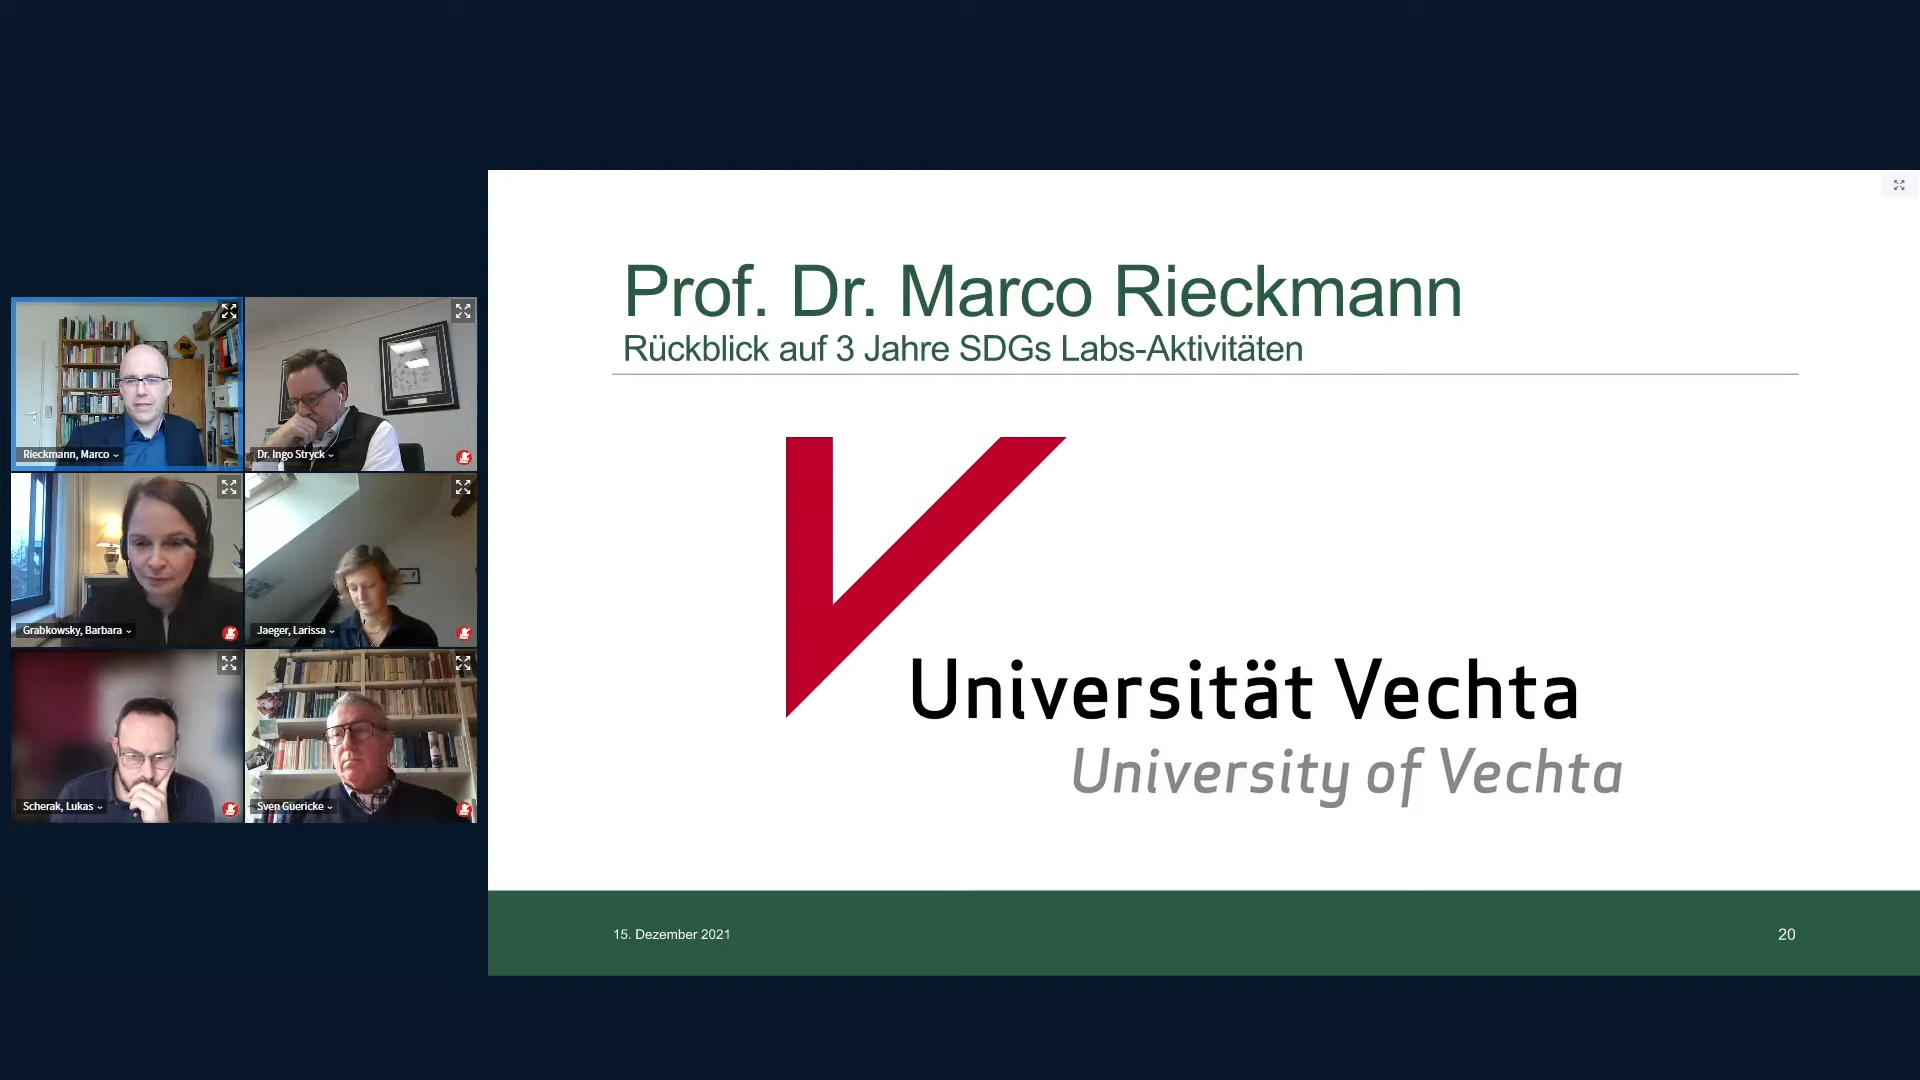 Rieckmann, Marco
Dr. Ingo Stryck
Grabkowsky, Barbara
Jaeger, Larissa
Scherak, Lukas
Sven Guericke
Prof. Dr. Marco Rieckmann
Rückblick auf 3 Jahre SDGs Labs-Aktivitäten
Universität Vechta
University of Vechta
15. Dezember 2021
20